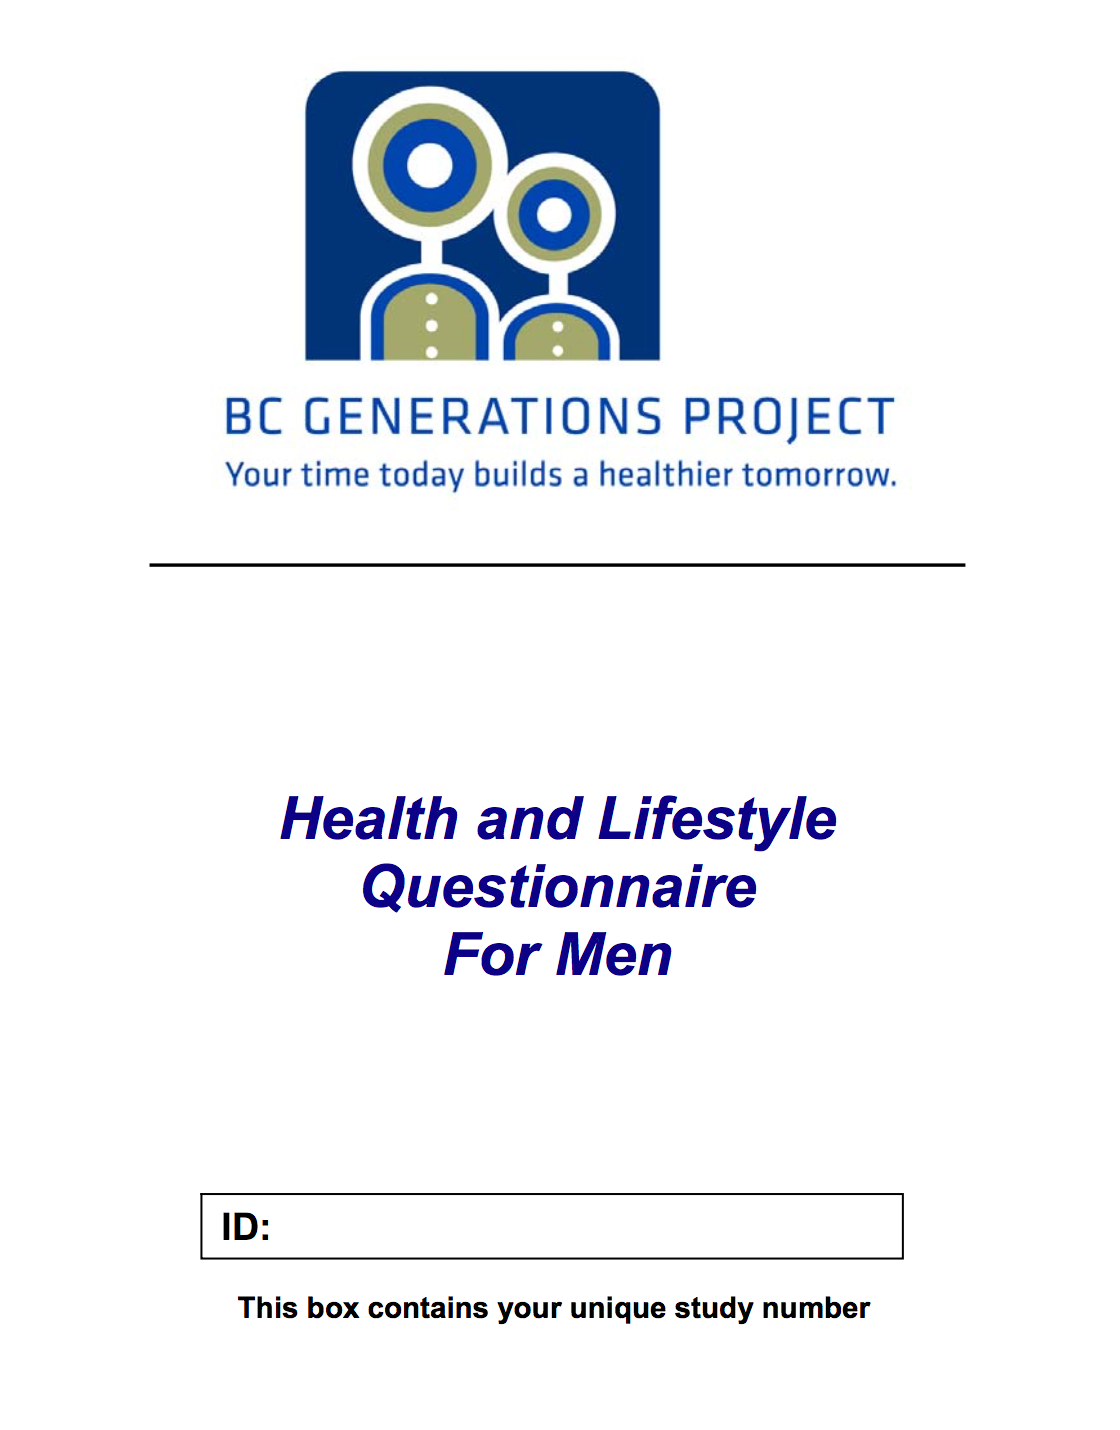 BC GENERATIONS PROJECT
Your time today builds a healthier tomorrow.
Health and Lifestyle
Questionnaire
For Men
ID:
This box contains your unique study number